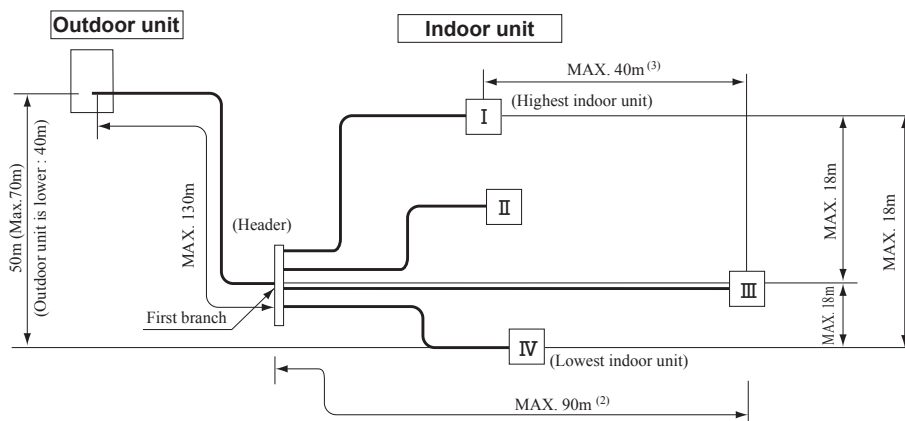 Outdoor unit
Indoor unit
MAX. 40m (3)
(Highest indoor unit)
I
50m (Max.70m)
(Outdoor unit is lower : 40m)
MAX. 130m
(Header)
II
MAX. 18m
MAX. 18m
III
First branch
MAX. 18m
IV
(Lowest indoor unit)
MAX. 90m (2)